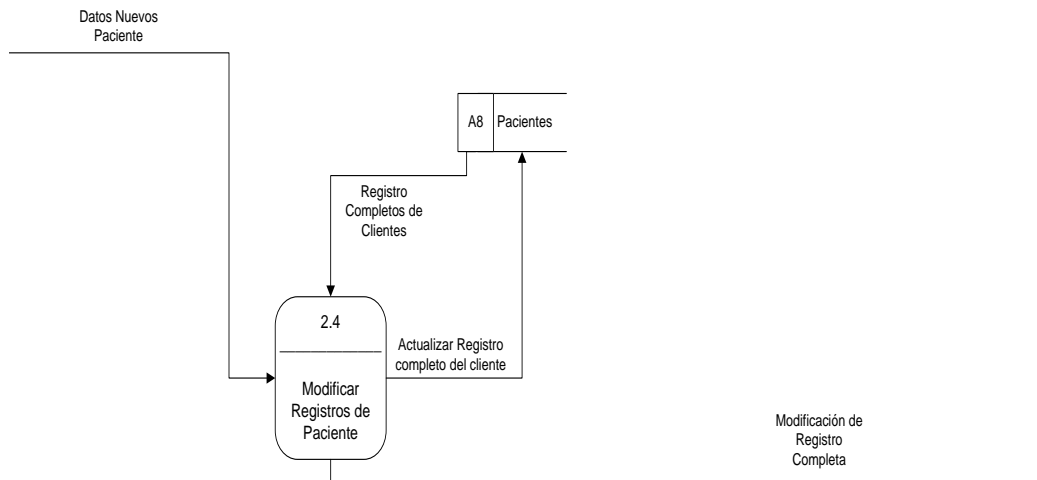 Datos Nuevos
Paciente
A8 Pacientes
Registro
Completos de
Clientes
2.4
Actualizar Registro
completo del cliente
Modificar
Registros de
Paciente
Modificación de
Registro
Completa